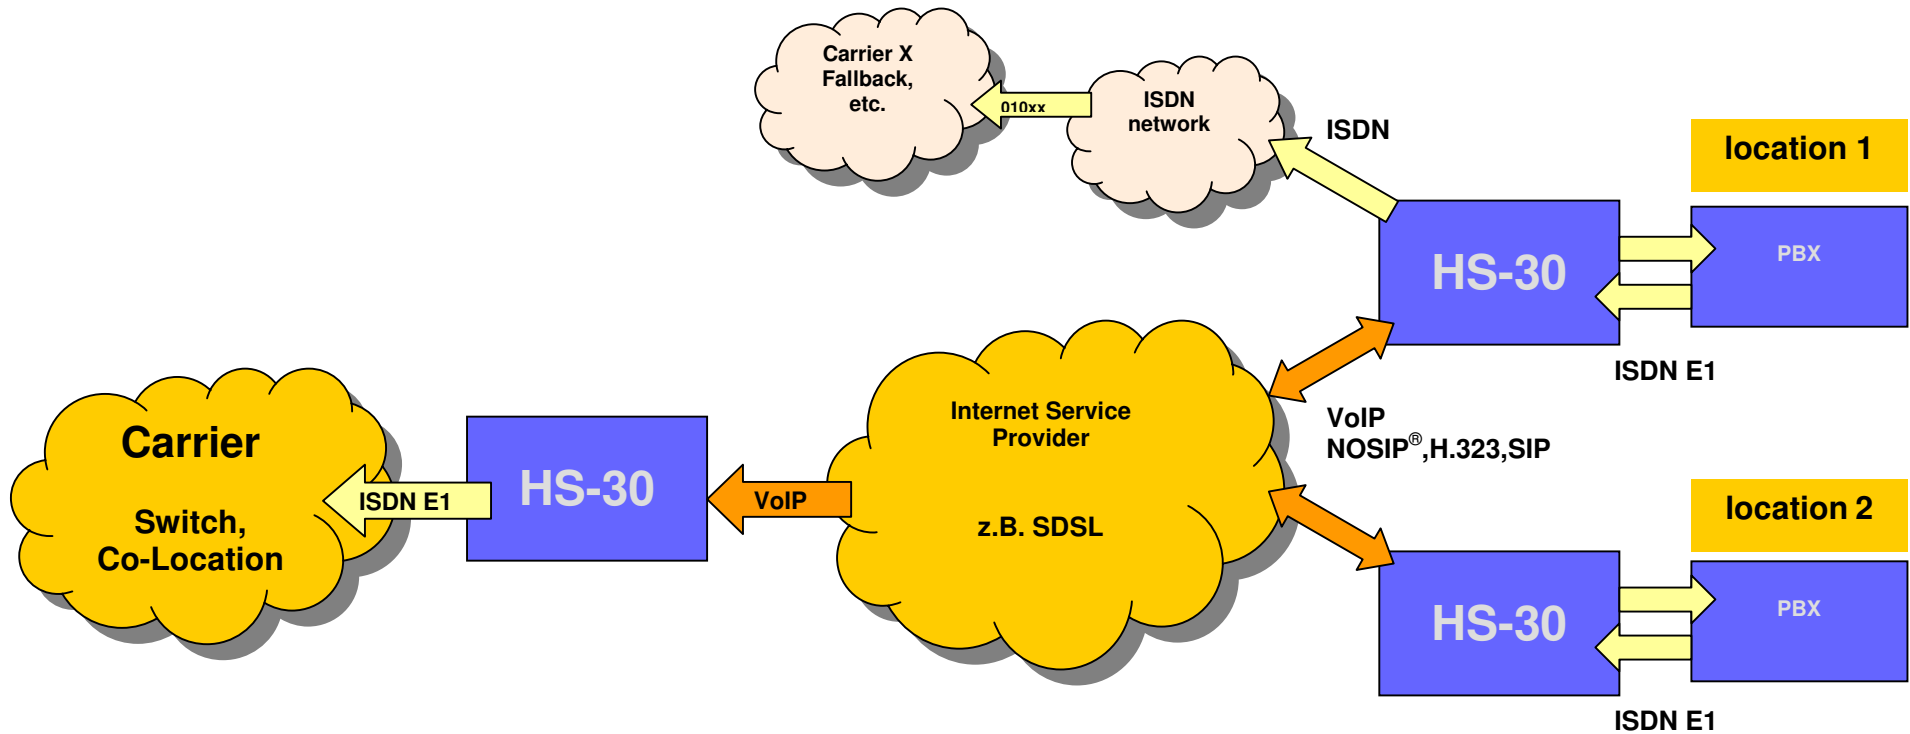 Carrier X
Fallback,
etc.
010xx
ISDN
network
ISDN
location 1
HS-30
PBX
ISDN E1
Internet Service
Provider
z.B. SDSL
VoIP
NOSIP®,H.323,SIP
Carrier
Switch,
Co-Location
ISDN E1
HS-30
VoIP
location 2
HS-30
PBX
ISDN E1